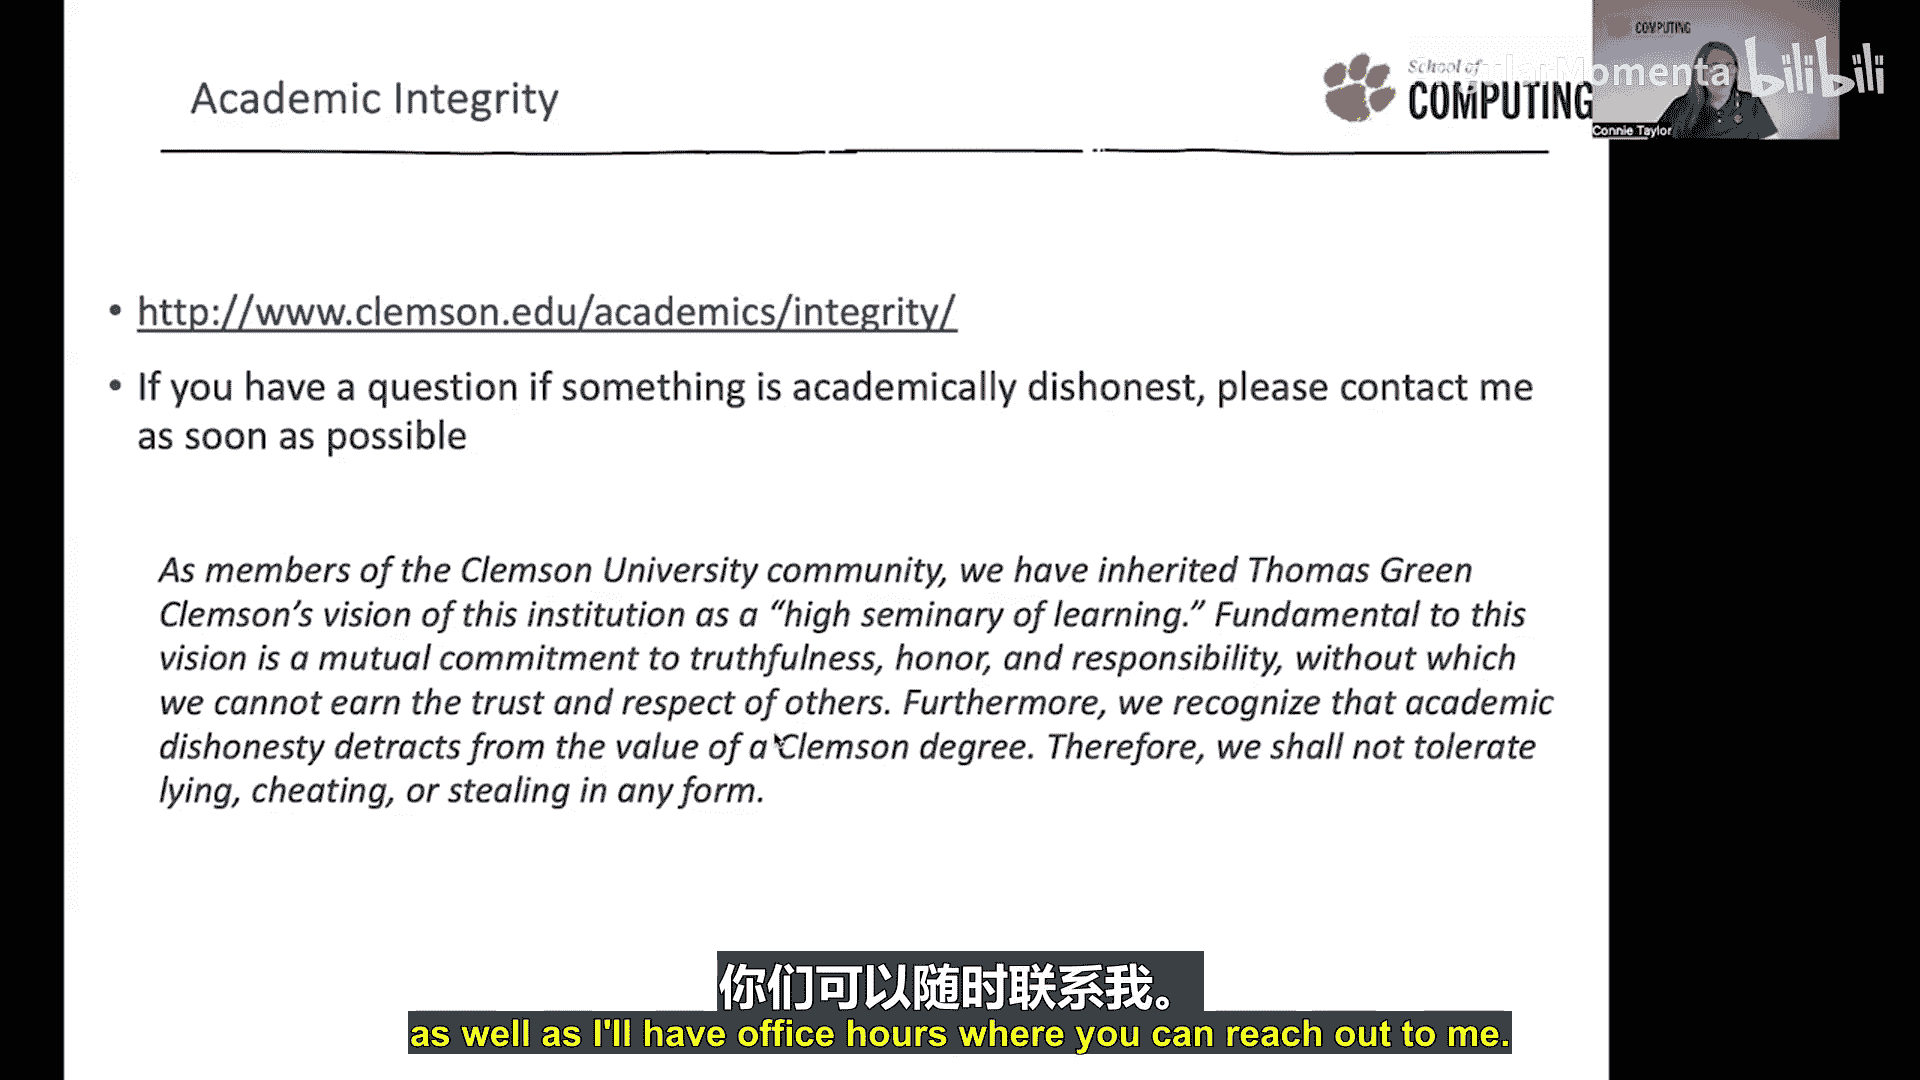 Academic Integrity
School of
COMPUTING
COMPUTING
Momenta
bilibili
Connie Taylor
• http://www.clemson.edu/academics/integrity/
• If you have a question if something is academically dishonest, please contact me
as soon as possible
As members of the Clemson University community, we have inherited Thomas Green
Clemson’s vision of this institution as a “high seminary of learning.” Fundamental to this
vision is a mutual commitment to truthfulness, honor, and responsibility, without which
we cannot earn the trust and respect of others. Furthermore, we recognize that academic
dishonesty detracts from the value of a Clemson degree. Therefore, we shall not tolerate
lying, cheating, or stealing in any form.
你们可以随时联系我。
as well as I'll have office hours where you can reach out to me.